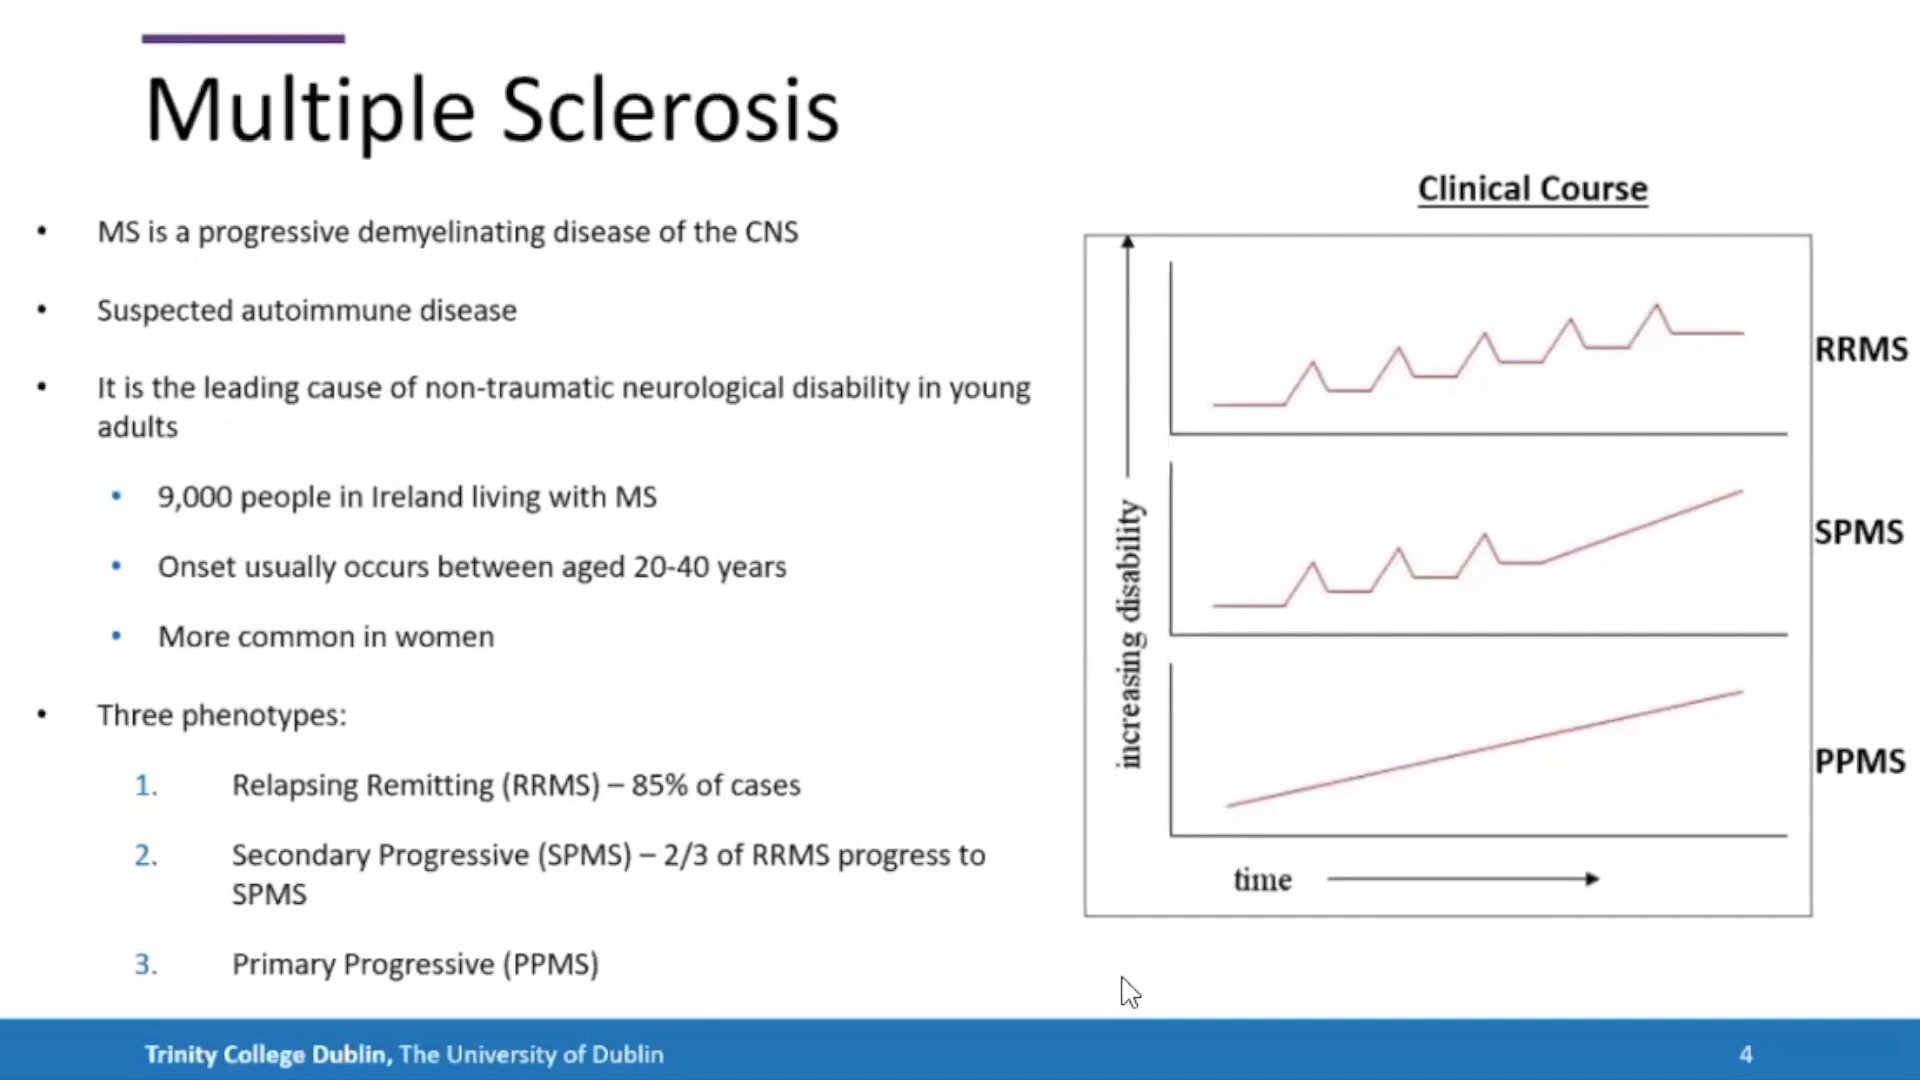 Multiple Sclerosis
• MS is a progressive demyelinating disease of the CNS
• Suspected autoimmune disease
• It is the leading cause of non-traumatic neurological disability in young
adults
• 9,000 people in Ireland living with MS
• Onset usually occurs between aged 20-40 years
• More common in women
• Three phenotypes:
1. Relapsing Remitting (RRMS) – 85% of cases
2. Secondary Progressive (SPMS) – 2/3 of RRMS progress to
SPMS
3. Primary Progressive (PPMS)
Clinical Course
increasing disability
RRMS
SPMS
PPMS
time
Trinity College Dublin, The University of Dublin
4